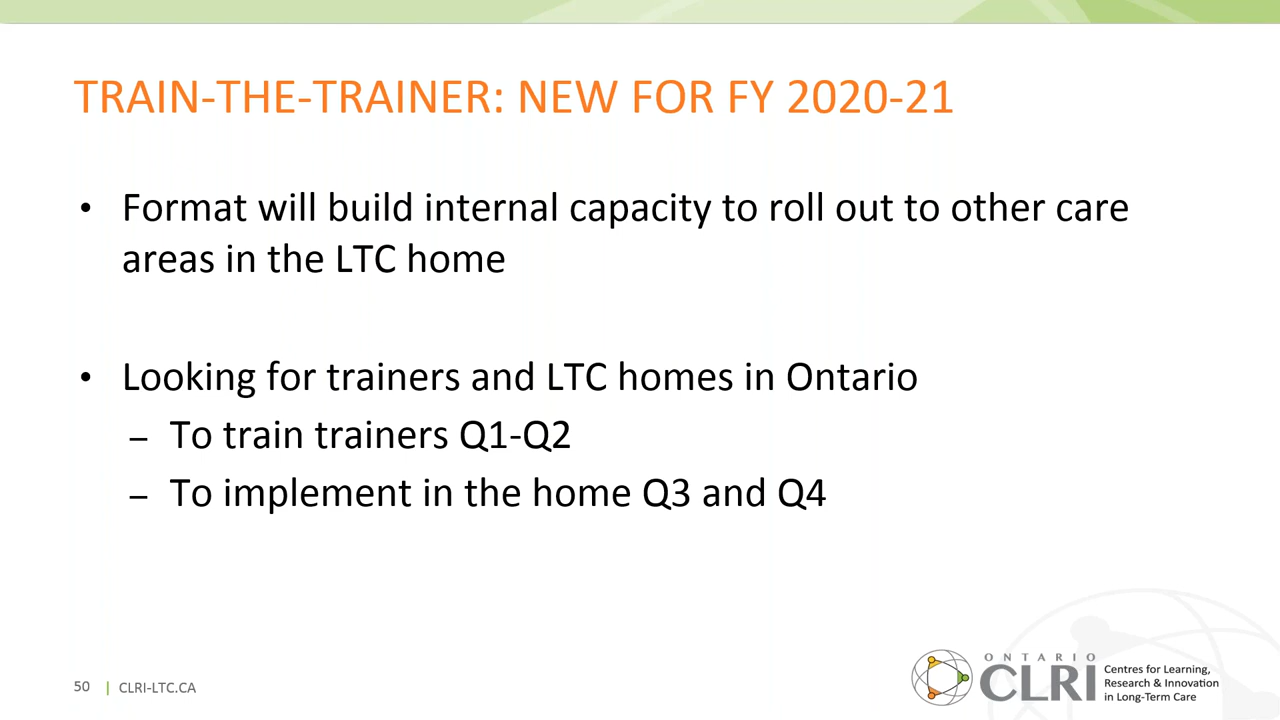 TRAIN-THE-TRAINER: NEW FOR FY 2020-21
• Format will build internal capacity to roll out to other care
areas in the LTC home
• Looking for trainers and LTC homes in Ontario
– To train trainers Q1-Q2
– To implement in the home Q3 and Q4
50 | CLRI-LTC.CA
ONTARIO
CLRI
Centres for Learning,
Research & Innovation
in Long-Term Care